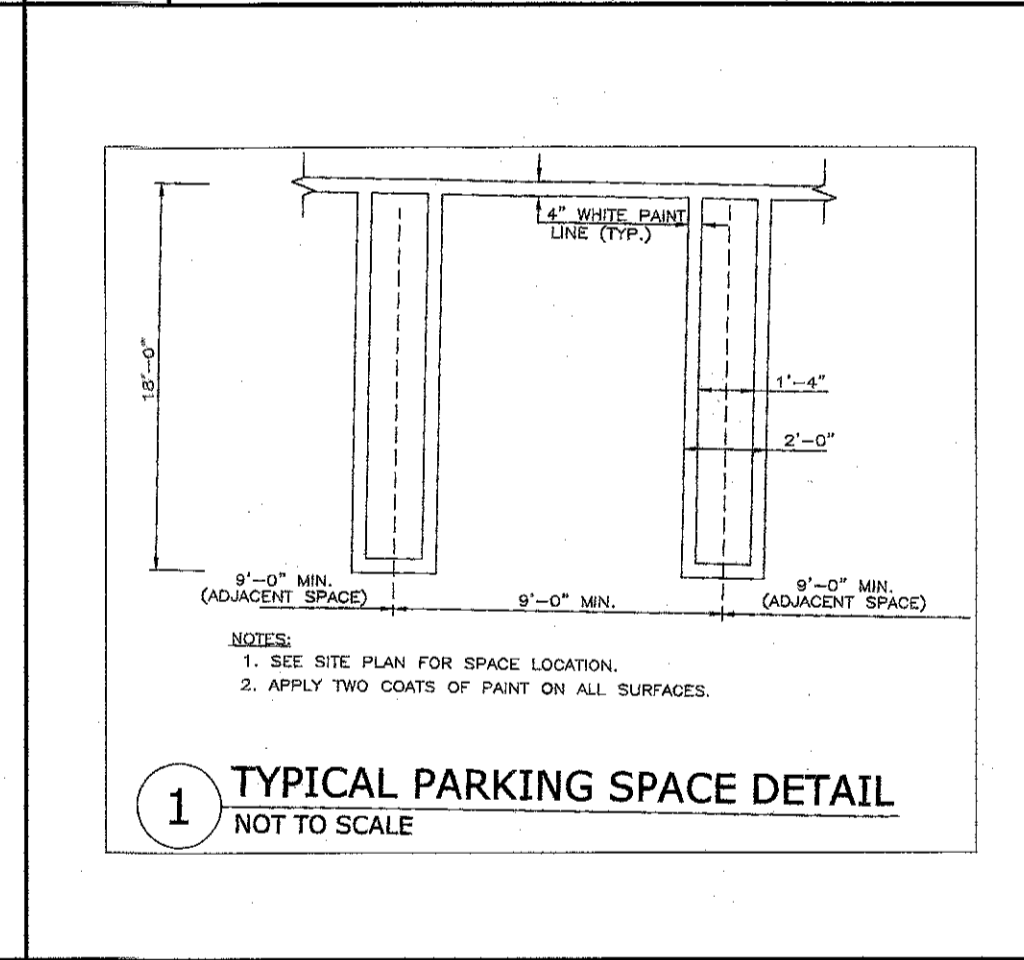 4" WHITE PAINT
LINE (TYP.)
18'-0"
1'-4"
2'-0"
9'-0" MIN.
(ADJACENT SPACE)
9'-0" MIN.
9'-0" MIN.
(ADJACENT SPACE)
NOTES:
1. SEE SITE PLAN FOR SPACE LOCATION.
2. APPLY TWO COATS OF PAINT ON ALL SURFACES.
1
TYPICAL PARKING SPACE DETAIL
NOT TO SCALE